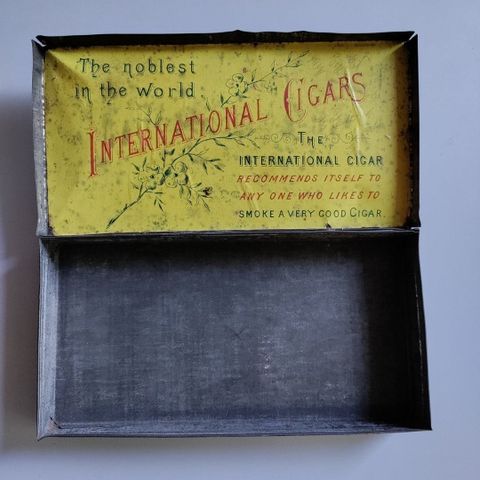 The noblest
in the world
INTERNATIONAL CIGARS
THE
INTERNATIONAL CIGAR
RECOMMENDS ITSELF TO
ANY ONE WHO LIKES TO
SMOKE A VERY GOOD CIGAR.